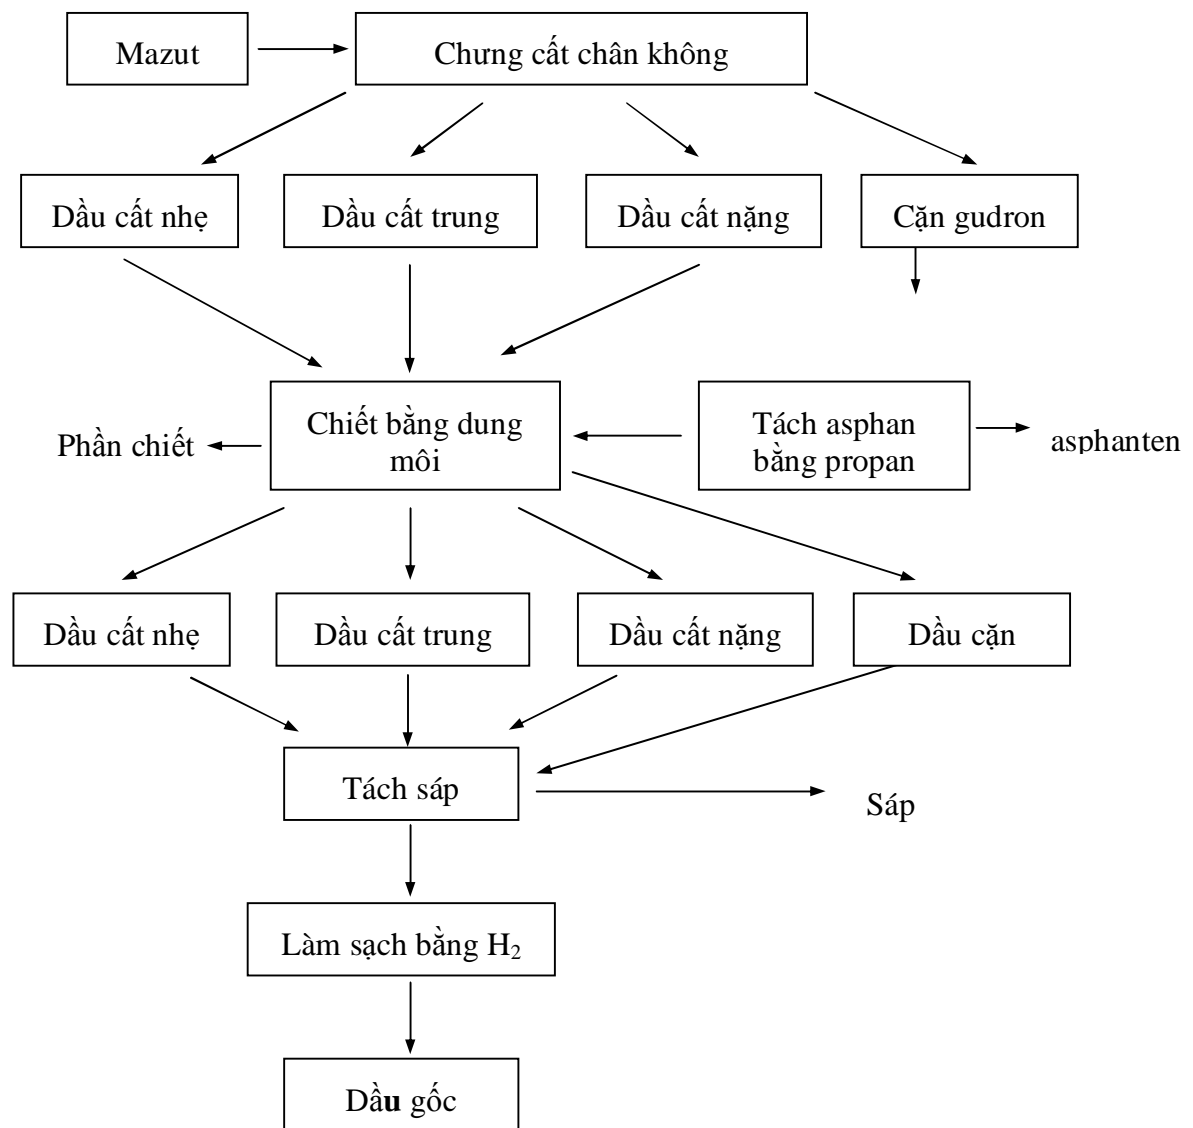 Mazut
Chưng cất chân không
Dầu cất nhẹ
Dầu cất trung
Dầu cất nặng
Cặn gudron
Chiết bằng dung
môi
Tách asphan
bằng propan
Phần chiết
asphanten
Dầu cất nhẹ
Dầu cất trung
Dầu cất nặng
Dầu cặn
Tách sáp
Sáp
Làm sạch bằng H₂
Dầu gốc